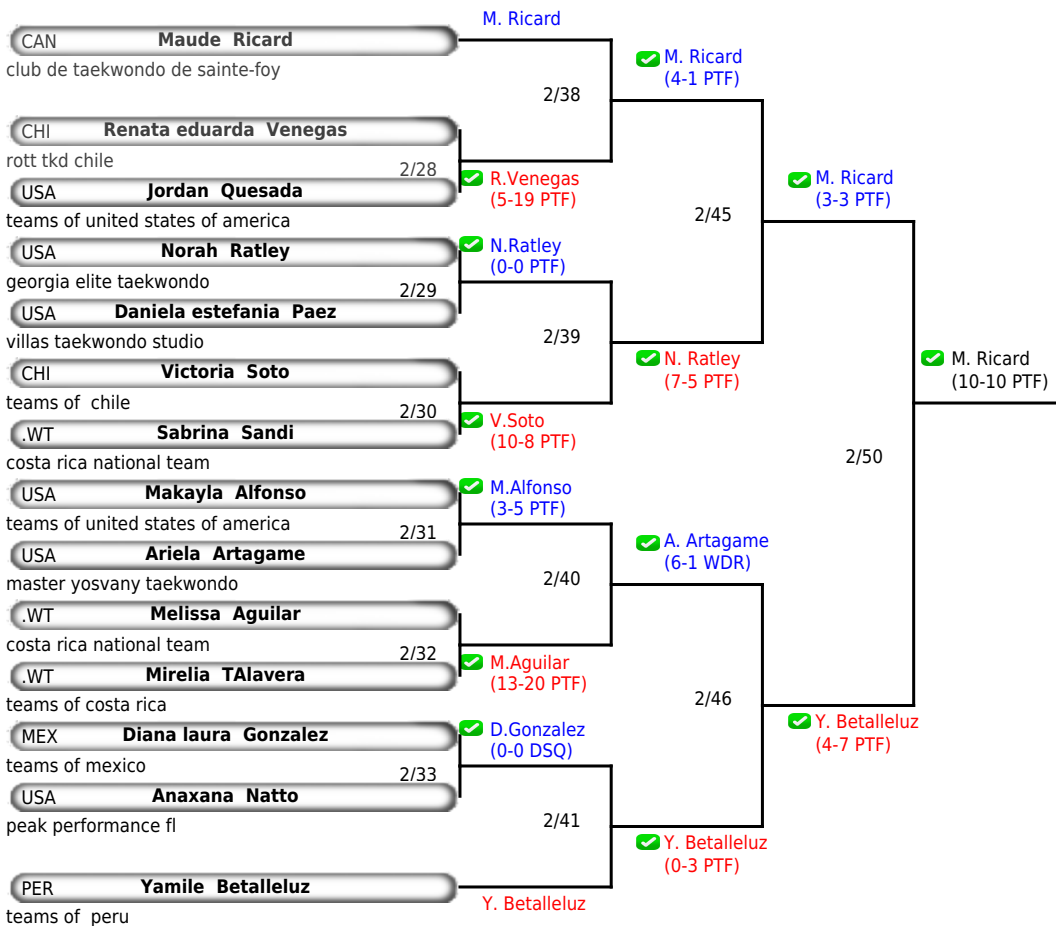 M. Ricard
CAN Maude Ricard
club de taekwondo de sainte-foy
M. Ricard
(4-1 PTF)
2/38
CHI Renata eduarda Venegas
rott tkd chile
2/28
R.Venegas
(5-19 PTF)
USA Jordan Quesada
teams of united states of america
M. Ricard
(3-3 PTF)
2/45
USA Norah Ratley
georgia elite taekwondo
N.Ratley
(0-0 PTF)
2/29
USA Daniela estefania Paez
villas taekwondo studio
2/39
N. Ratley
(7-5 PTF)
CHI Victoria Soto
teams of chile
2/30
V.Soto
(10-8 PTF)
.WT Sabrina Sandi
costa rica national team
M. Ricard
(10-10 PTF)
2/50
USA Makayla Alfonso
teams of united states of america
M.Alfonso
(3-5 PTF)
2/31
USA Ariela Artagame
master yosvany taekwondo
A. Artagame
(6-1 WDR)
2/40
.WT Melissa Aguilar
costa rica national team
2/32
M.Aguilar
(13-20 PTF)
.WT Mirelia TAlavera
teams of costa rica
2/46
Y. Betalleluz
(4-7 PTF)
MEX Diana laura Gonzalez
teams of mexico
D.Gonzalez
(0-0 DSQ)
2/33
USA Anaxana Natto
peak performance fl
2/41
Y. Betalleluz
(0-3 PTF)
PER Yamile Betalleluz
teams of peru
Y. Betalleluz